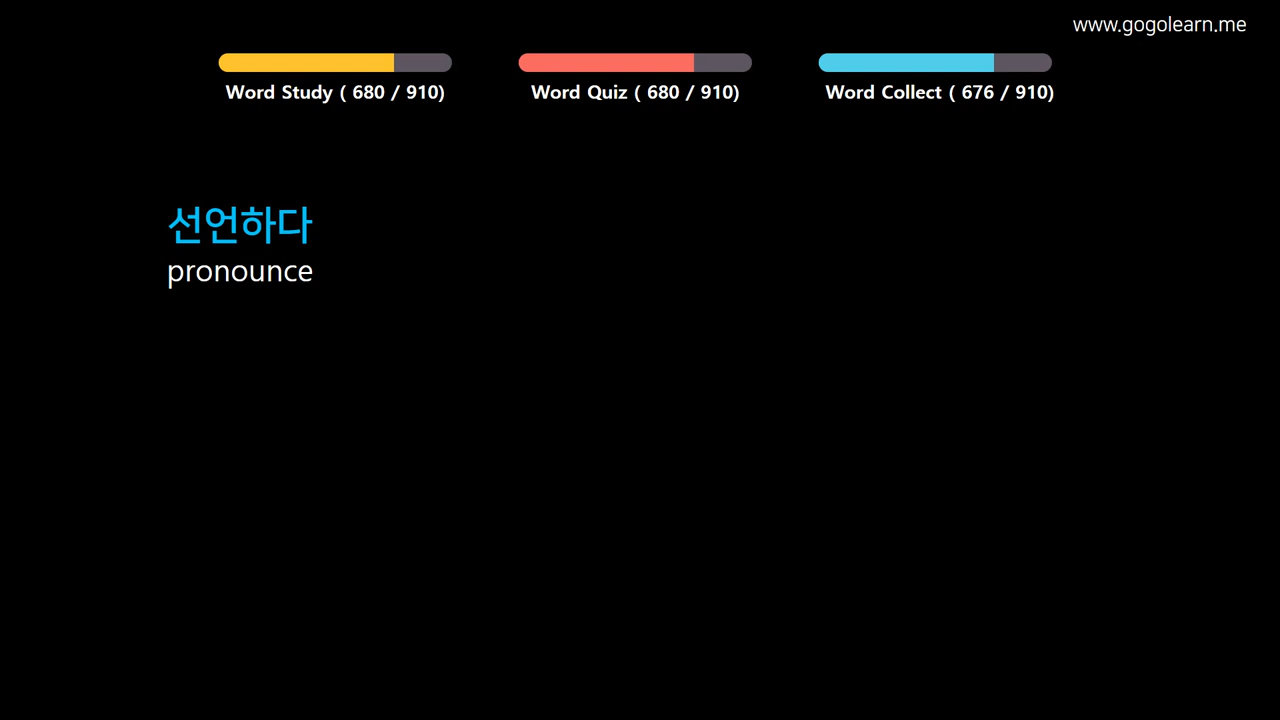 www.gogolearn.me
Word Study ( 680 / 910)
Word Quiz ( 680 / 910)
Word Collect ( 676 / 910)
선언하다
pronounce